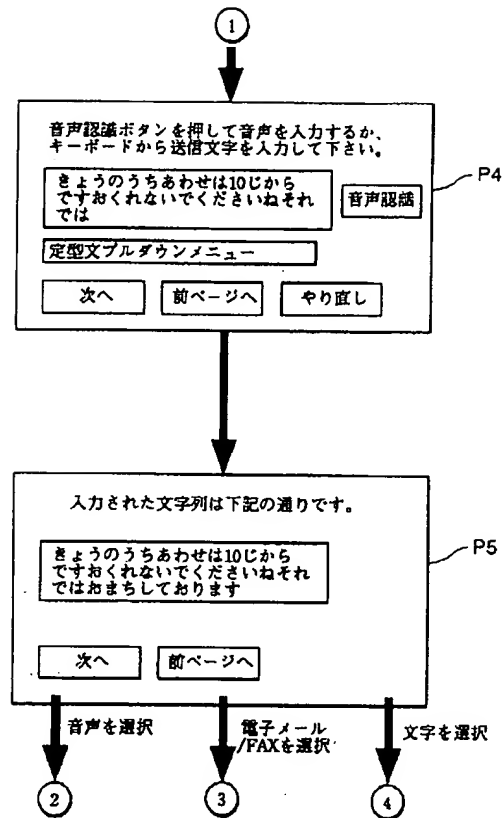 1
音声認識ボタンを押して音声を入力するか、
キーボードから送信文字を入力して下さい。
P4
きょうのうちあわせは10じから
ですおくれないでくださいねそれ
では
音声認識
定型文プルダウンメニュー
次へ
前ページへ
やり直し
入力された文字列は下記の通りです。
P5
きょうのうちあわせは10じから
ですおくれないでくださいねそれ
ではおまちしております
次へ
前ページへ
音声を選択
電子メール
/FAXを選択
文字を選択
2
3
4